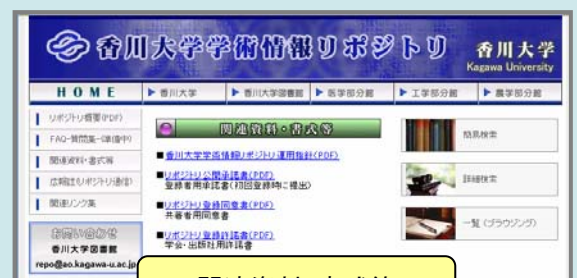 香川大学学術情報リポジトリ
香川大学
Kagawa University
HOME
香川大学
香川大学図書館
医学部分館
工学部分館
農学部分館
リポジトリ概要(PDF)
FAQ-質問集-(準備中)
関連資料・書式等
広報誌(リポジトリ通信)
関連リンク集
お問い合わせ
香川大学図書館
repo@ao.kagawa-u.ac.jp
関連資料・書式等
■香川大学学術情報リポジトリ運用指針(PDF)
■リポジトリ公開承諾書(PDF)
登録者用承諾書(初回登録時に提出)
■リポジトリ登録同意書(PDF)
共著者用同意書
■リポジトリ登録許諾書(PDF)
学会・出版社用許諾書
簡易検索
詳細検索
一覧(ブラウジング)